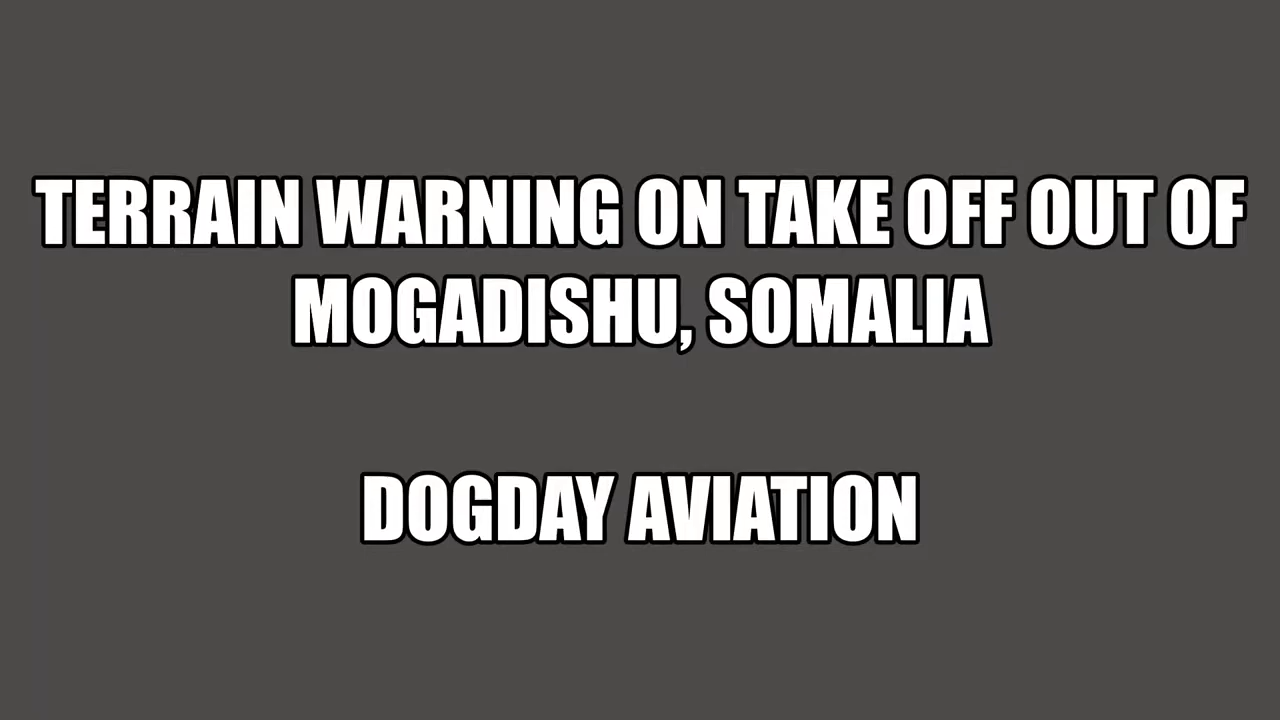 TERRAIN WARNING ON TAKE OFF OUT OF
MOGADISHU, SOMALIA
DOGDAY AVIATION